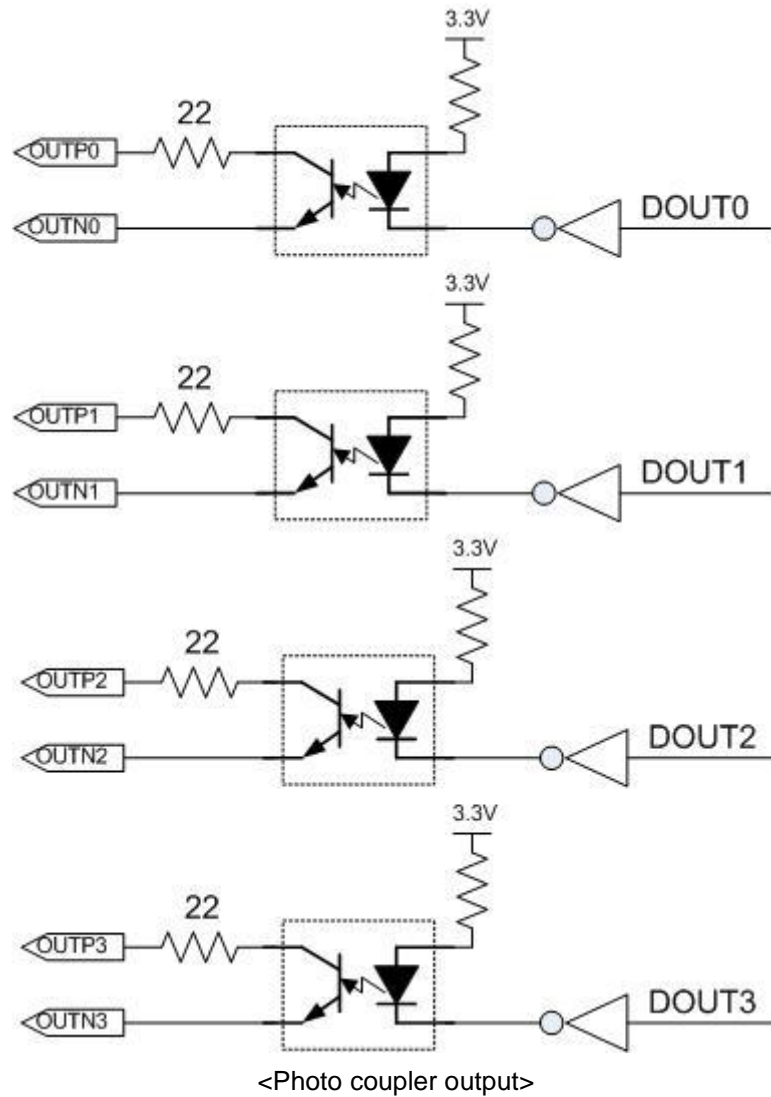 3.3V
22
OUTP0
OUTN0
DOUT0
3.3V
22
OUTP1
OUTN1
DOUT1
3.3V
22
OUTP2
OUTN2
DOUT2
3.3V
22
OUTP3
OUTN3
DOUT3
<Photo coupler output>